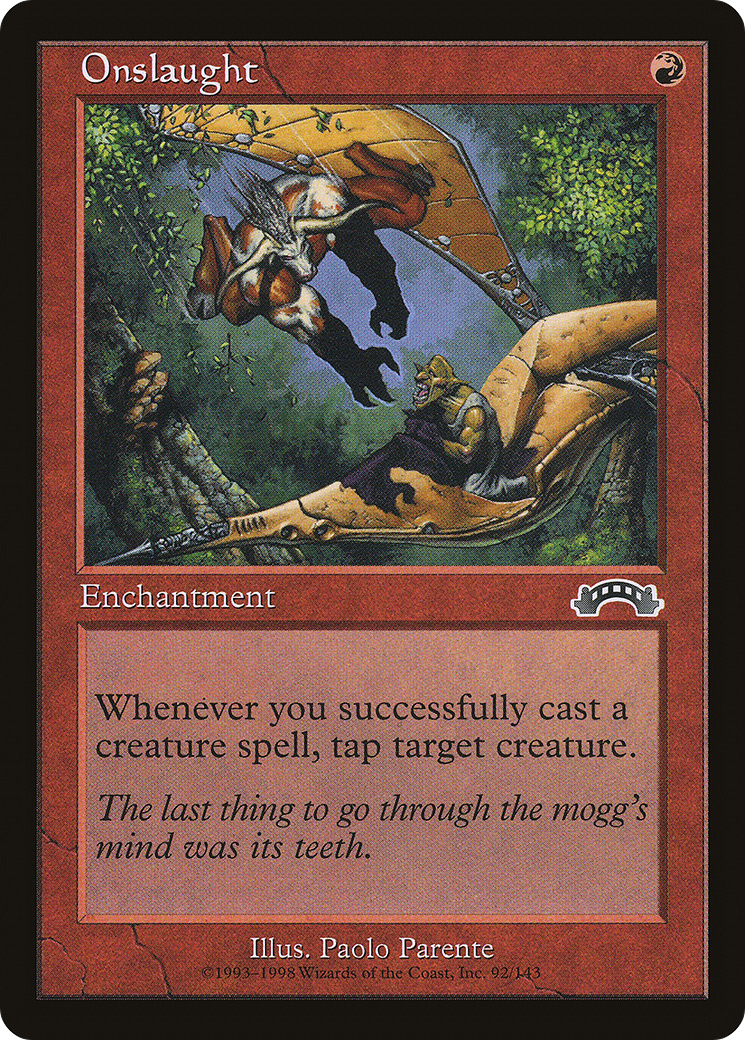 Onslaught
Enchantment
Whenever you successfully cast a
creature spell, tap target creature.
The last thing to go through the mogg's
mind was its teeth.
Illus. Paolo Parente
©1993–1998 Wizards of the Coast, Inc. 92/143